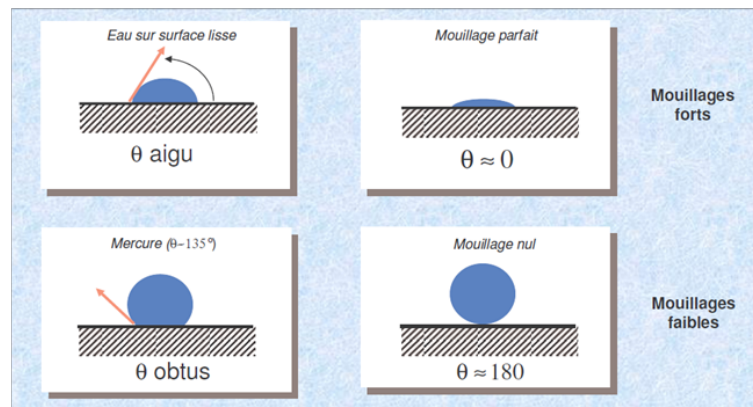 Eau sur surface lisse
θ aigu
Mouillage parfait
θ ≈ 0
Mouillages
forts
Mercure (θ~135°)
θ obtus
Mouillage nul
θ ≈ 180
Mouillages
faibles